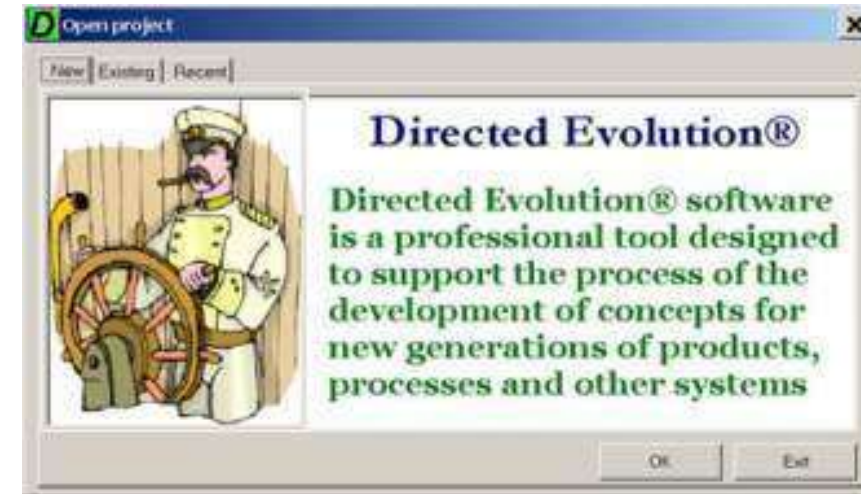 D Open project
New Existing Recent
Directed Evolution®
Directed Evolution® software
is a professional tool designed
to support the process of the
development of concepts for
new generations of products,
processes and other systems
OK Exit